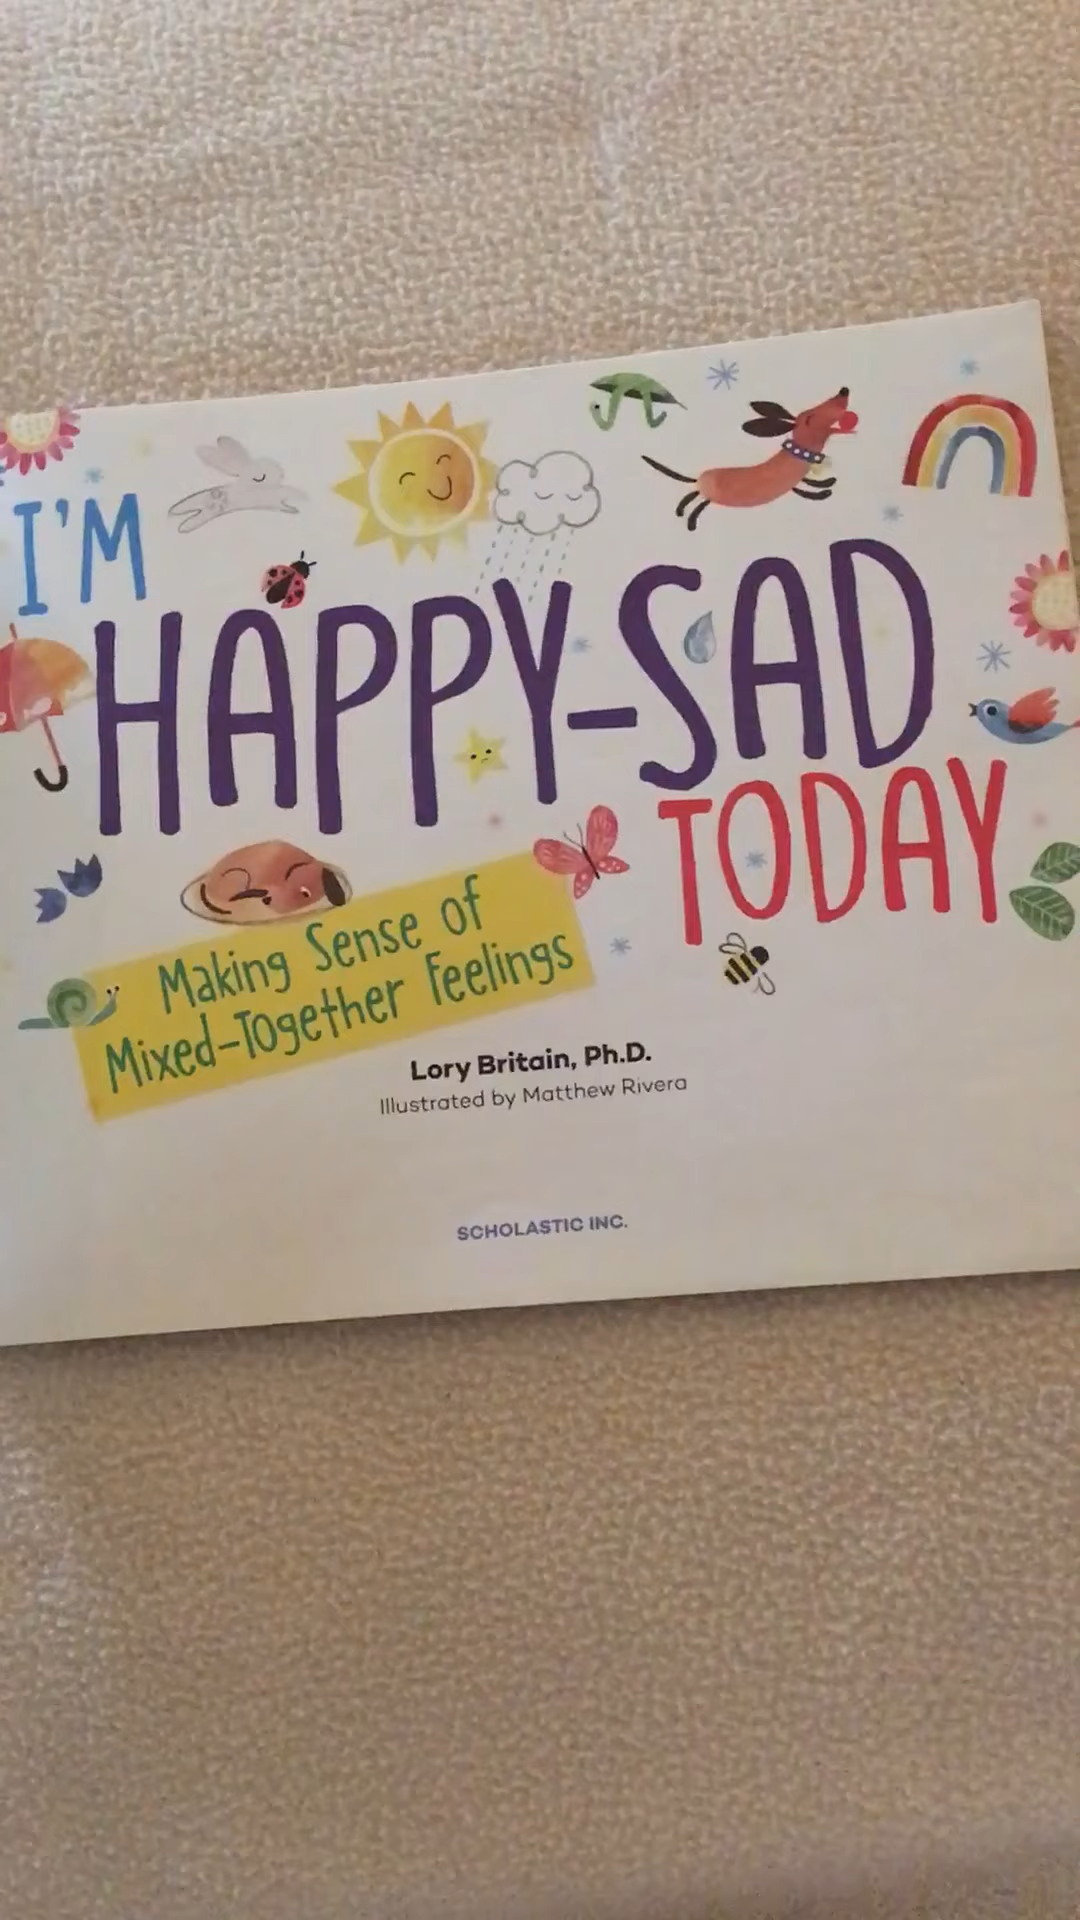 I'M
HAPPY-SAD
TODAY
Making Sense of
Mixed-Together Feelings
Lory Britain, Ph.D.
Illustrated by Matthew Rivera
SCHOLASTIC INC.